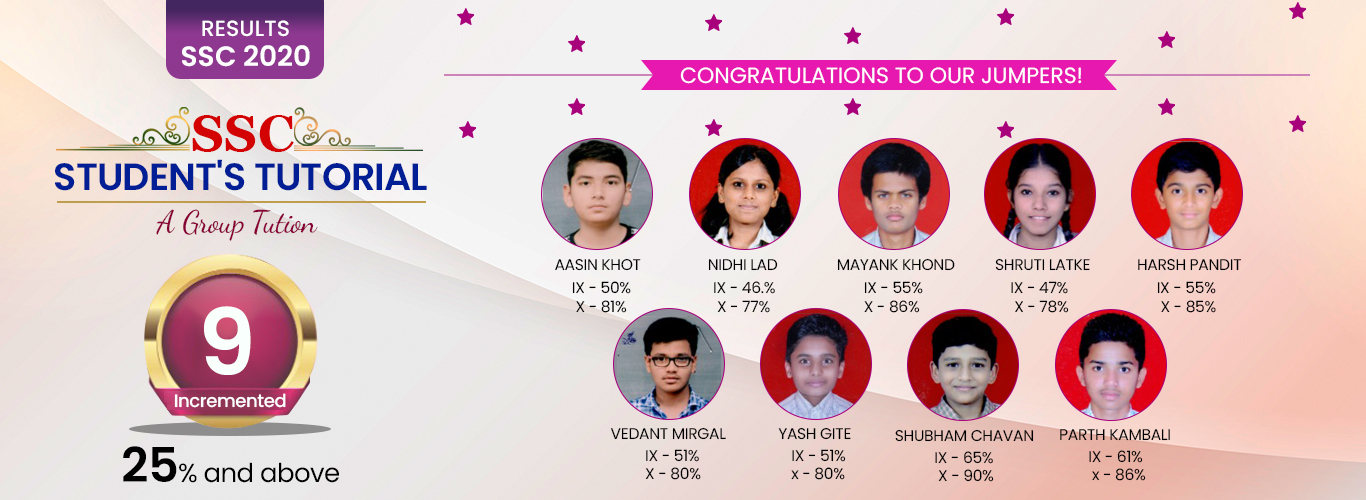 RESULTS
SSC 2020
SSC
STUDENT'S TUTORIAL
A Group Tution
9
Incremented
25% and above
CONGRATULATIONS TO OUR JUMPERS!
AASIN KHOT
IX - 50%
X - 81%
NIDHI LAD
IX - 46.%
X - 77%
MAYANK KHOND
IX - 55%
X - 86%
SHRUTI LATKE
IX - 47%
X - 78%
HARSH PANDIT
IX - 55%
X - 85%
VEDANT MIRGAL
IX - 51%
X - 80%
YASH GITE
IX - 51%
x - 80%
SHUBHAM CHAVAN
IX - 65%
X - 90%
PARTH KAMBALI
IX - 61%
x - 86%